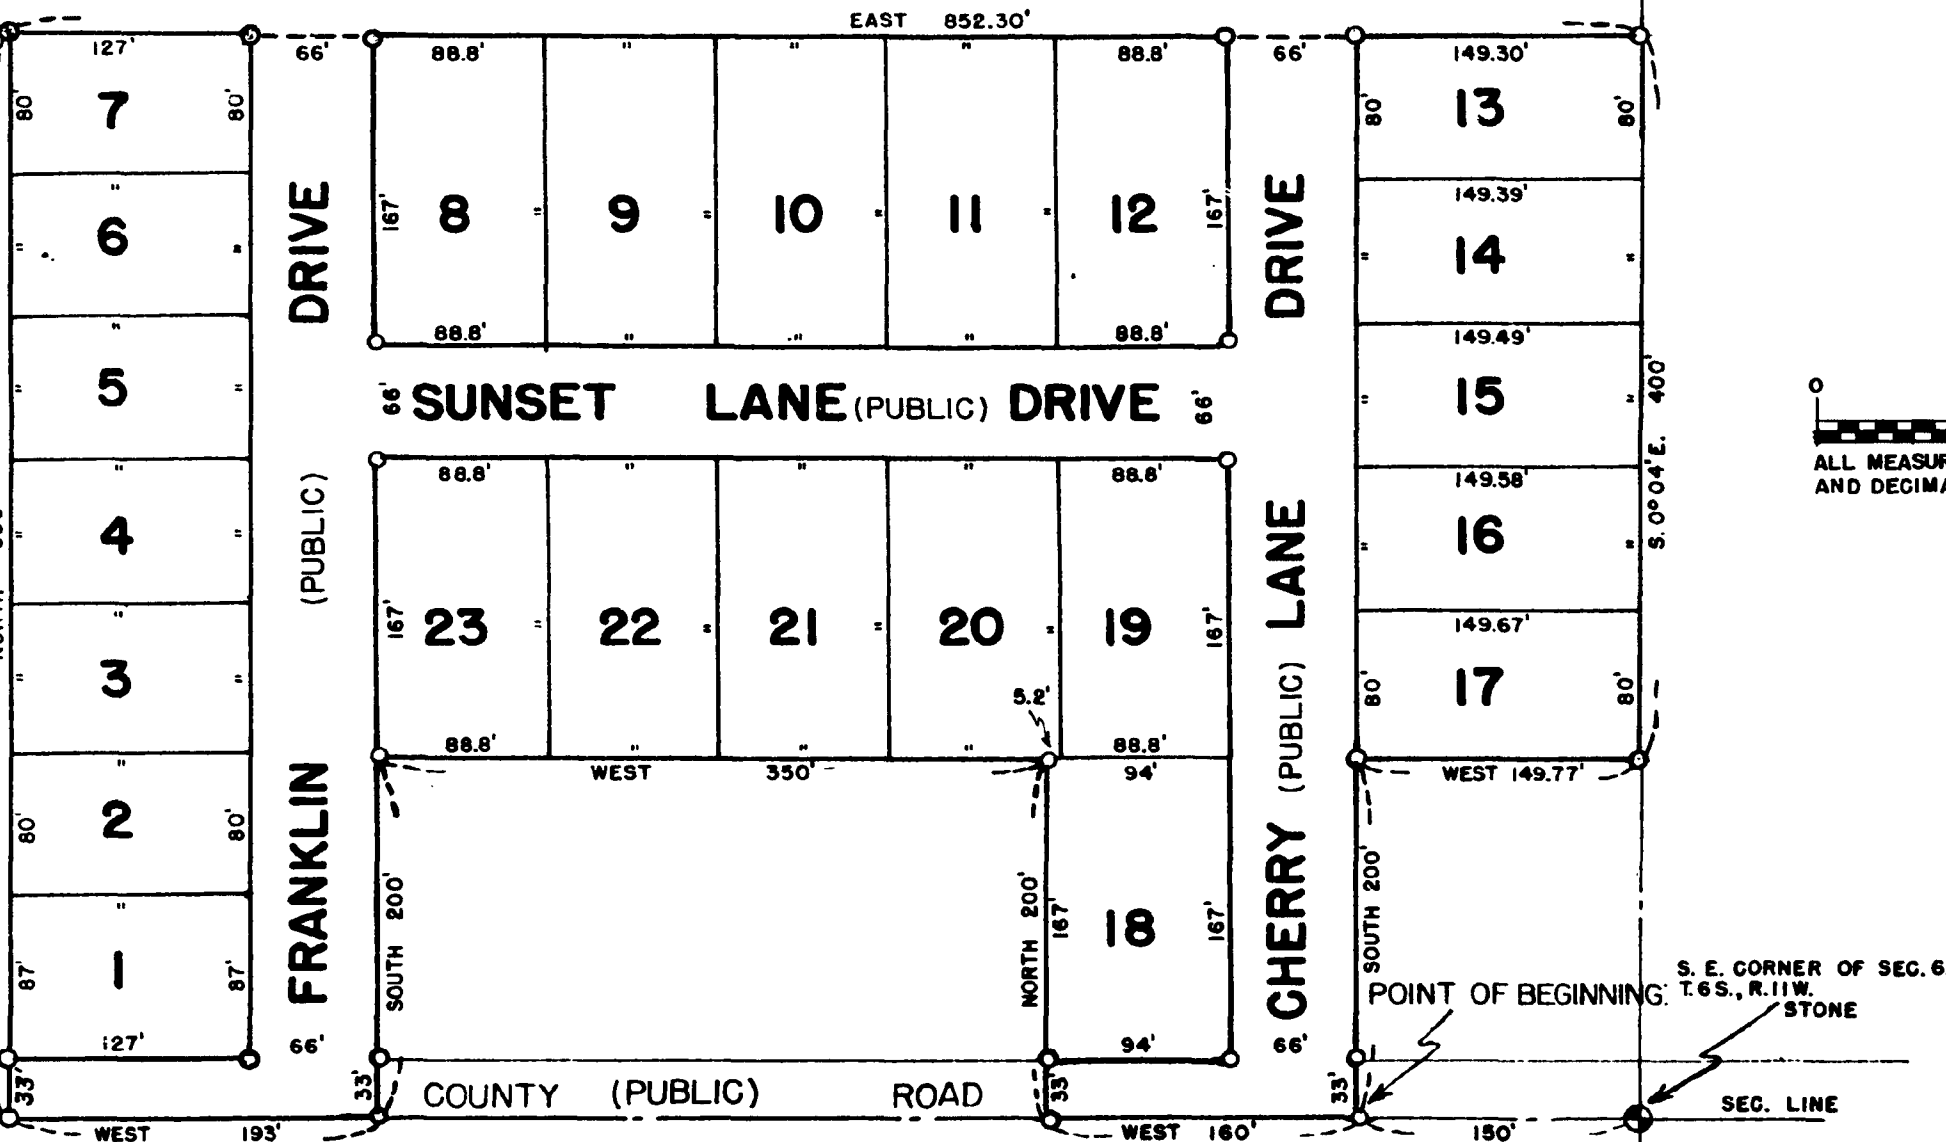 EAST 852.30'
127' 66' 88.8' " " " 88.8' 66' 149.30'
80' 7 80' 80' 13 80'
149.39'
"
" 6 " DRIVE 167' 8 " 9 " 10 " 11 " 12 167' DRIVE " 14 "
88.8' " " " 88.8' 149.49'
"
" 5 " 66' SUNSET LANE (PUBLIC) DRIVE 66' " 15 " S. 0° 04' E. 400' 0
ALL MEASUR
AND DECIMA
88.8' " " " 88.8' 149.58'
"
" 4 " (PUBLIC) LANE " 16 "
" 149.67'
167' 23 " 22 " 21 " 20 " 19 167'
" 3 " 5.2' (PUBLIC) 80' 17 80'
88.8' " " " 88.8'
" WEST 350' 94' WEST 149.77'
80' 2 80'
" FRANKLIN SOUTH 200' NORTH 200' 167' 18 167' CHERRY SOUTH 200'
87' 1 87'
S. E. CORNER OF SEC. 6
POINT OF BEGINNING. T. 6 S., R. 11 W.
STONE
127' 66' 94' 66'
33' 33' COUNTY (PUBLIC) ROAD 33' 33' SEC. LINE
WEST 193' WEST 160' 150'